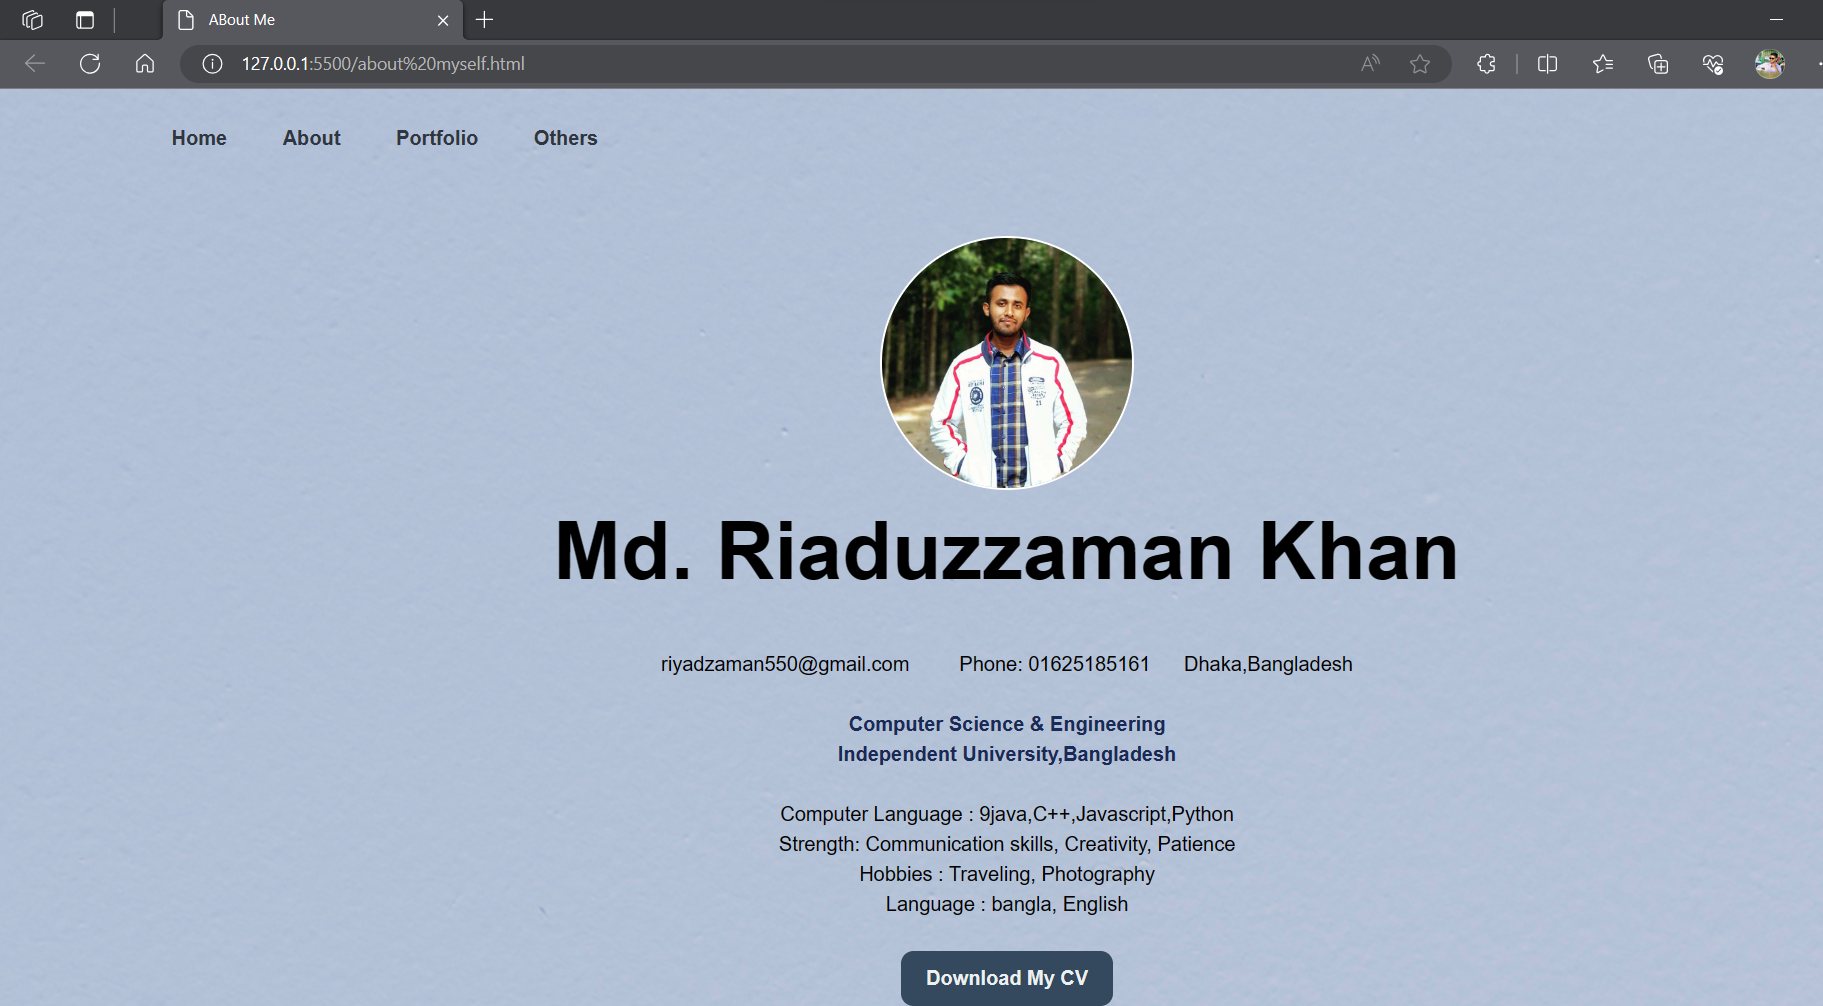 ABout Me
127.0.0.1:5500/about%20myself.html
Home About Portfolio Others
Md. Riaduzzaman Khan
riyadzaman550@gmail.com Phone: 01625185161 Dhaka,Bangladesh
Computer Science & Engineering
Independent University,Bangladesh
Computer Language : 9java,C++,Javascript,Python
Strength: Communication skills, Creativity, Patience
Hobbies : Traveling, Photography
Language : bangla, English
Download My CV